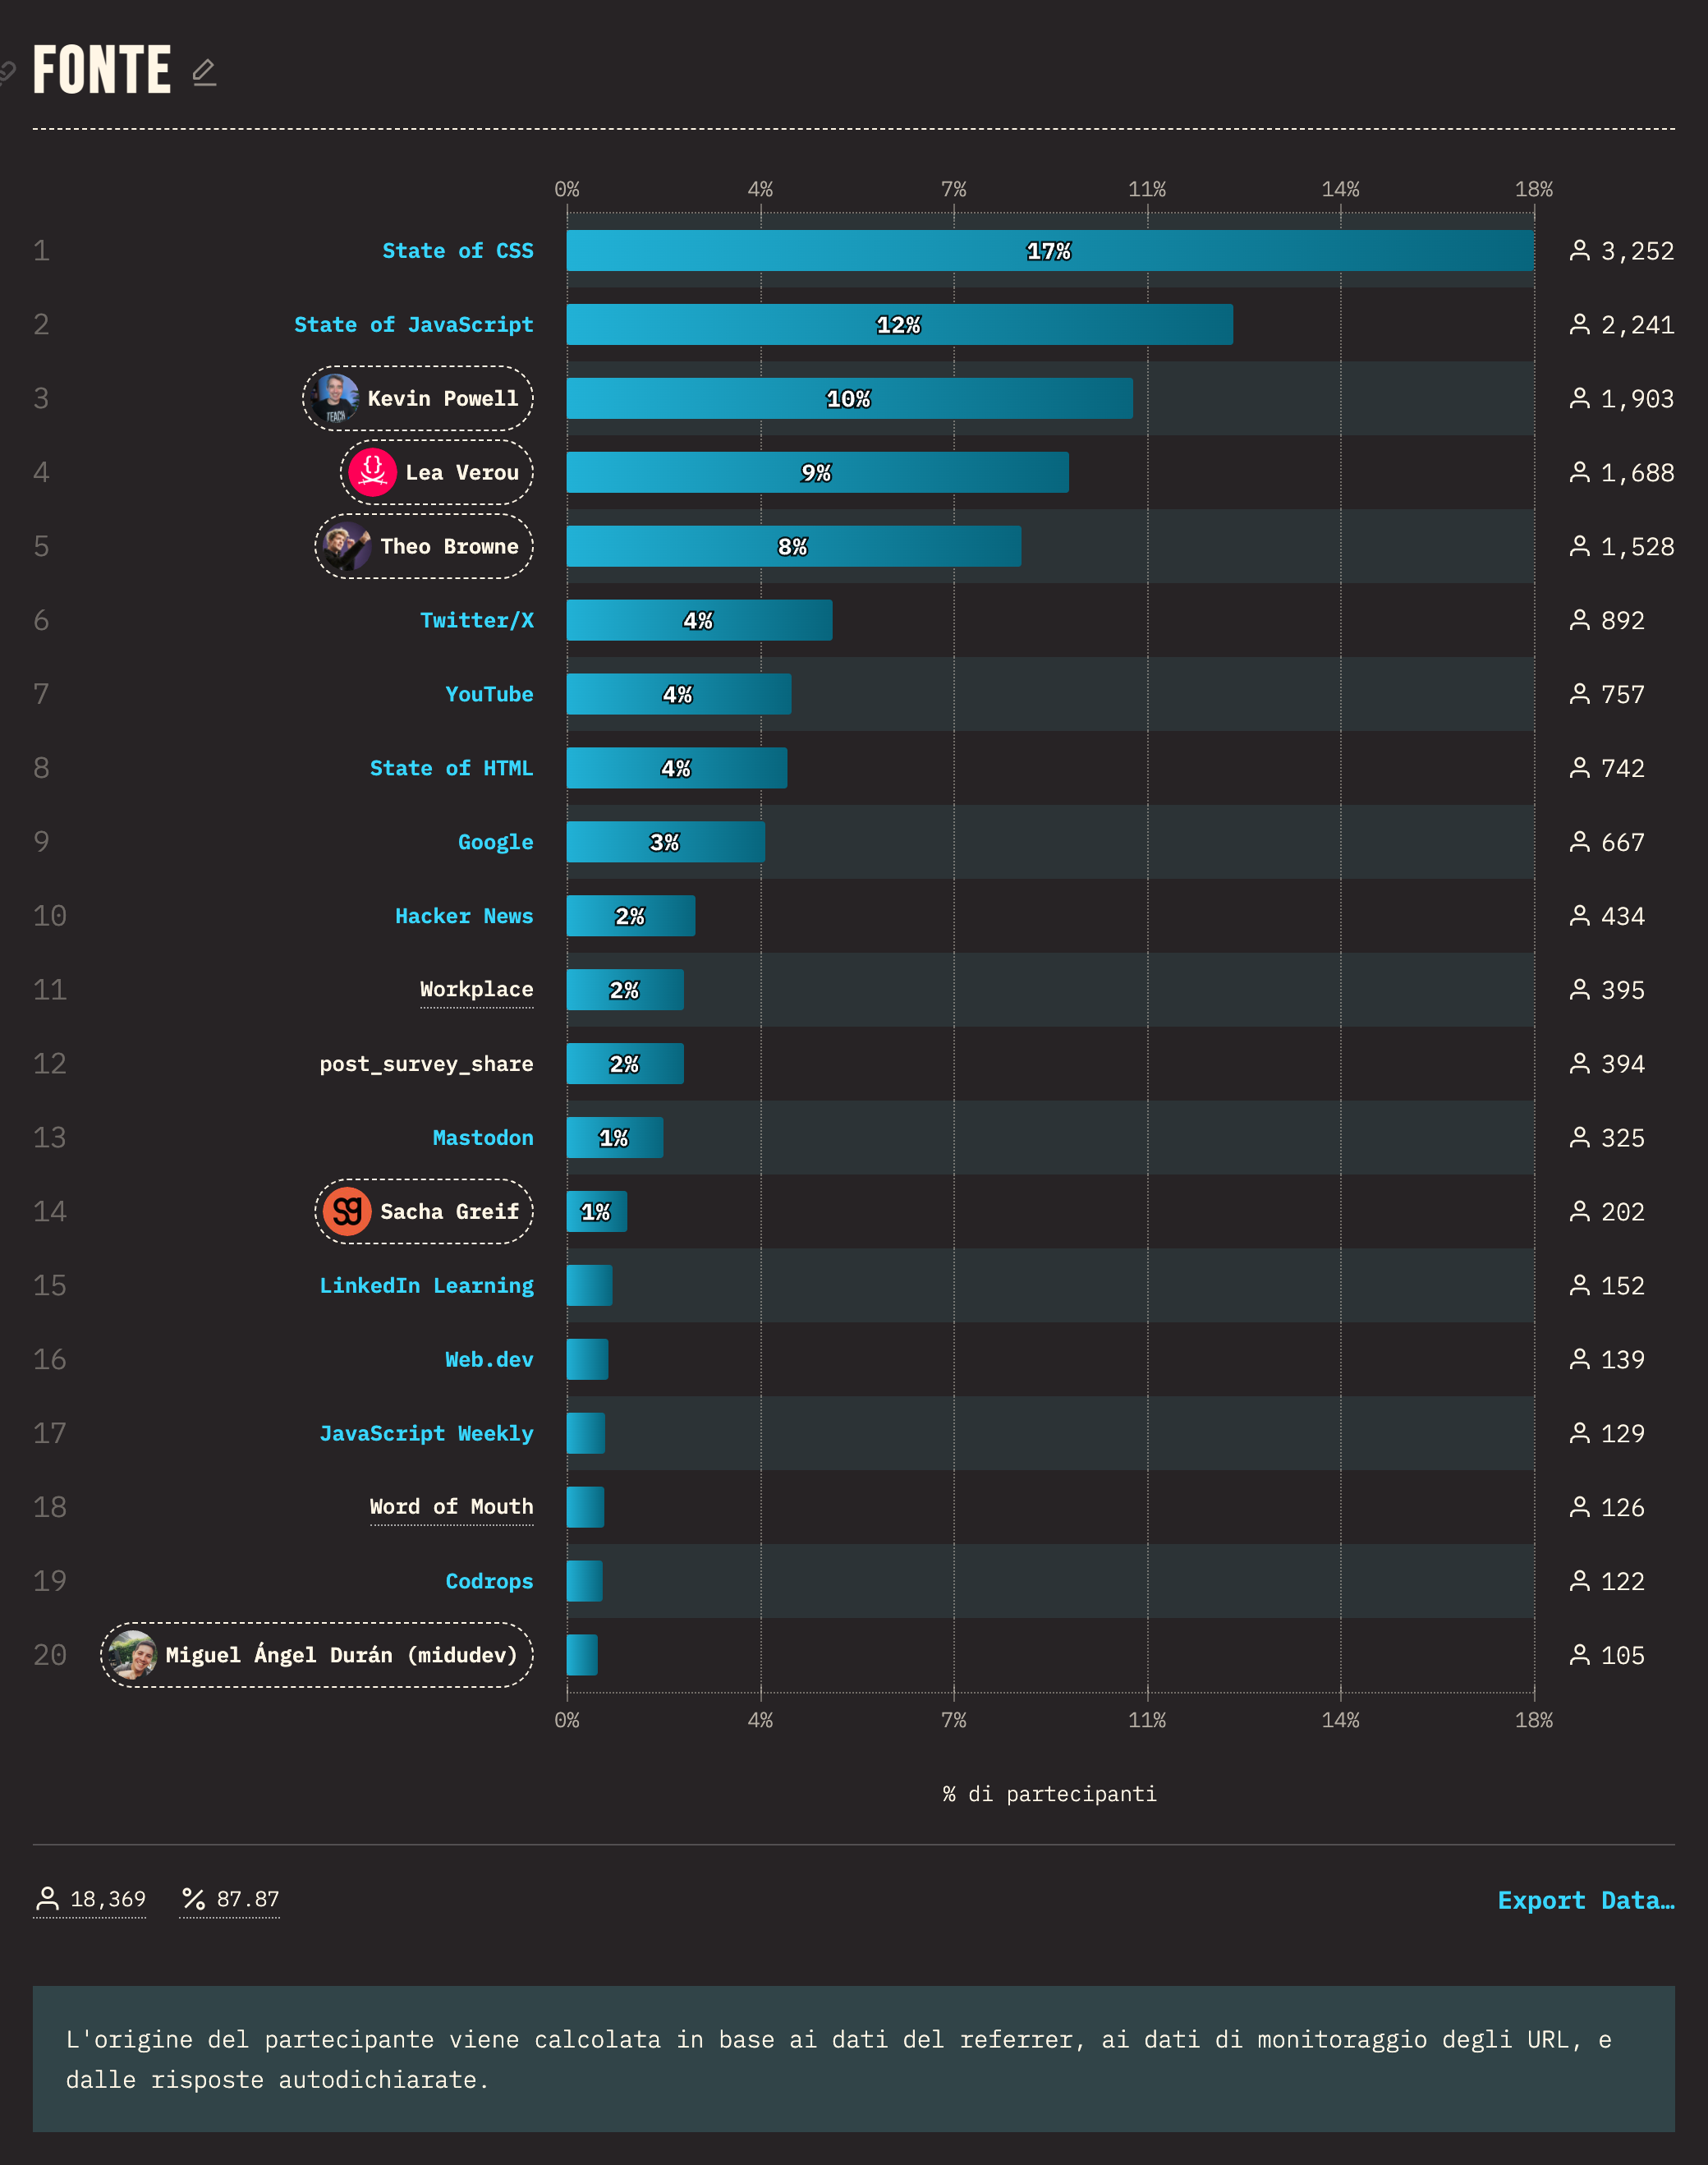 FONTE
0% 4% 7% 11% 14% 18%
1 State of CSS 17% 3,252
2 State of JavaScript 12% 2,241
3 Kevin Powell 10% 1,903
4 Lea Verou 9% 1,688
5 Theo Browne 8% 1,528
6 Twitter/X 4% 892
7 YouTube 4% 757
8 State of HTML 4% 742
9 Google 3% 667
10 Hacker News 2% 434
11 Workplace 2% 395
12 post_survey_share 2% 394
13 Mastodon 1% 325
14 Sacha Greif 1% 202
15 LinkedIn Learning 152
16 Web.dev 139
17 JavaScript Weekly 129
18 Word of Mouth 126
19 Codrops 122
20 Miguel Ángel Durán (midudev) 105
0% 4% 7% 11% 14% 18%
% di partecipanti
18,369 % 87.87 Export Data…
L'origine del partecipante viene calcolata in base ai dati del referrer, ai dati di monitoraggio degli URL, e
dalle risposte autodichiarate.